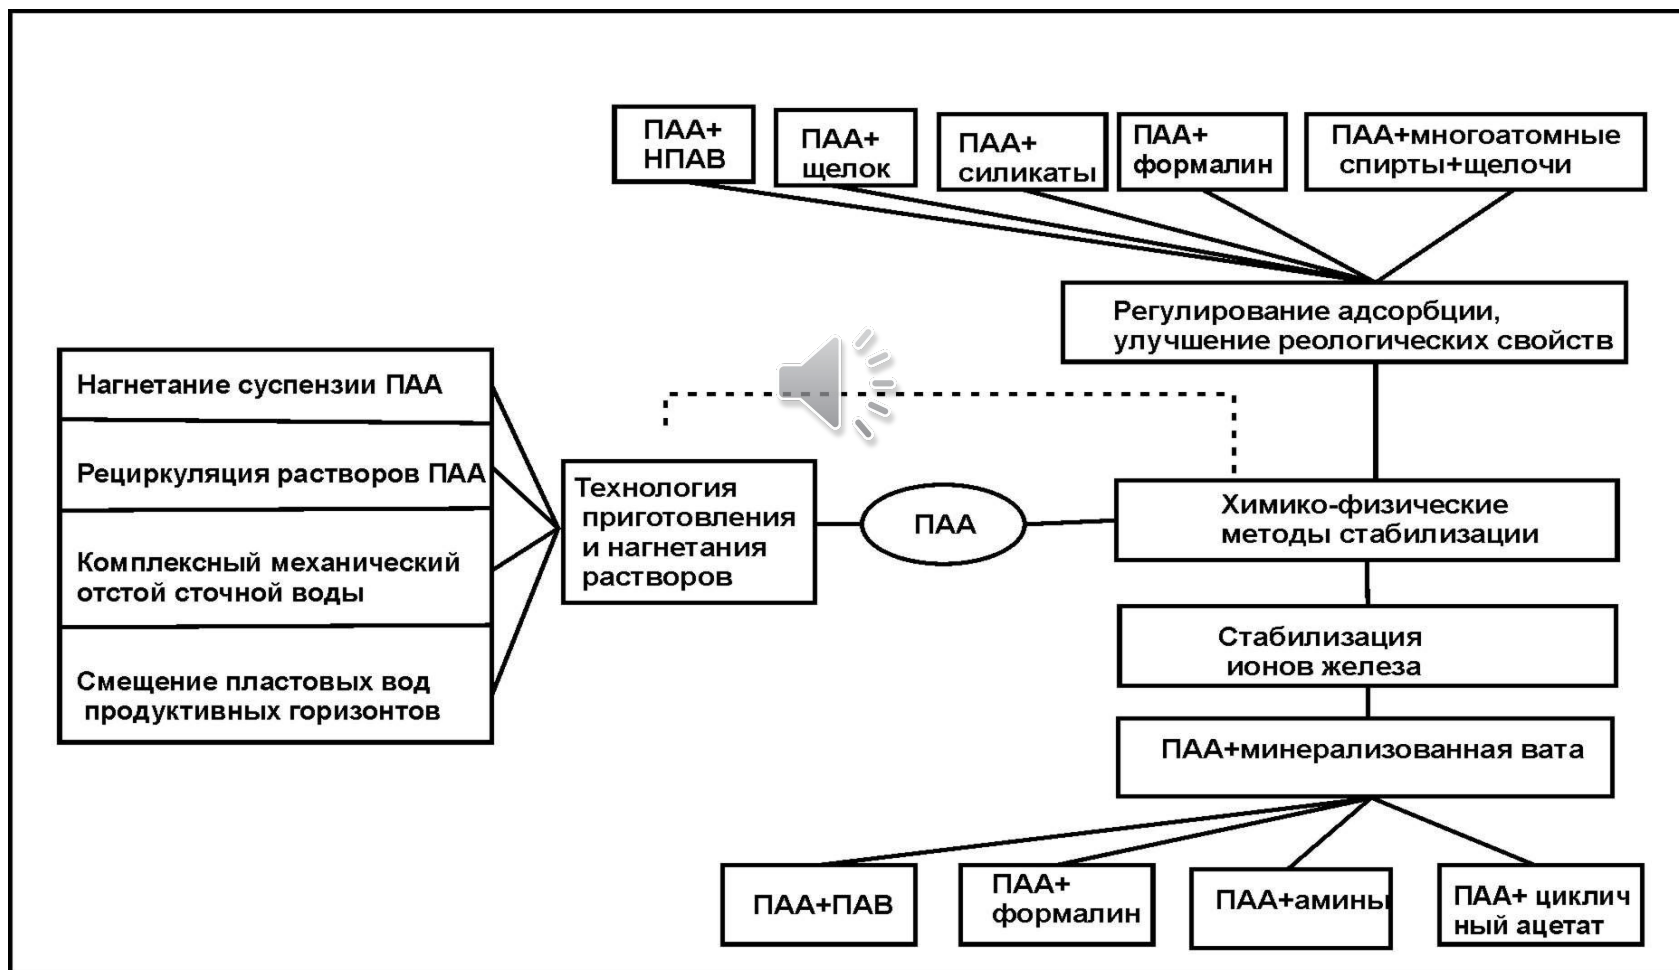 ПАА+
НПАВ
ПАА+
щелок
ПАА+
силикаты
ПАА+
формалин
ПАА+многоатомные
спирты+щелочи
Регулирование адсорбции,
улучшение реологических свойств
Нагнетание суспензии ПАА
Рециркуляция растворов ПАА
Комплексный механический
отстой сточной воды
Смещение пластовых вод
продуктивных горизонтов
Технология
приготовления
и нагнетания
растворов
ПАА
Химико-физические
методы стабилизации
Стабилизация
ионов железа
ПАА+минерализованная вата
ПАА+ПАВ
ПАА+
формалин
ПАА+амины
ПАА+ циклич
ный ацетат